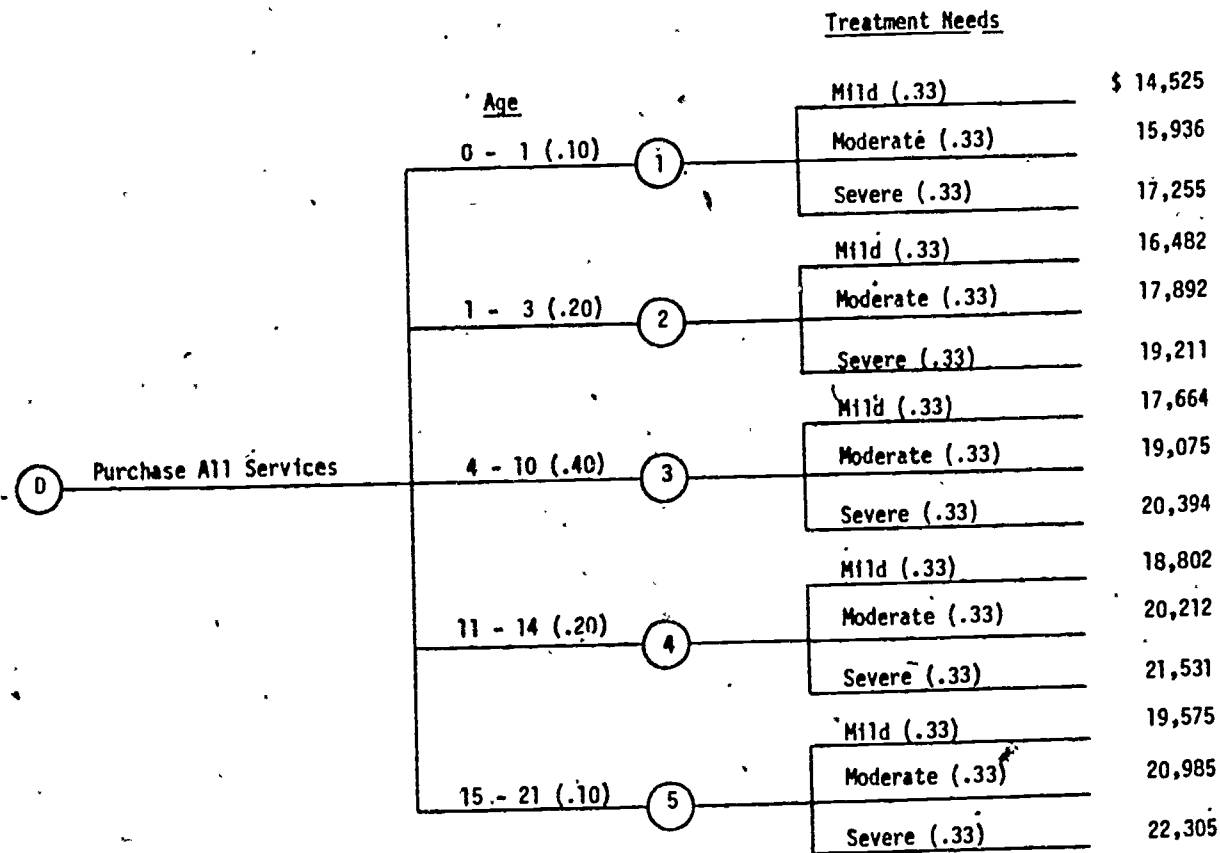 Treatment Needs
Age
Mild (.33) $ 14,525
0 - 1 (.10) 1 Moderate (.33) 15,936
Severe (.33) 17,255
Mild (.33) 16,482
1 - 3 (.20) 2 Moderate (.33) 17,892
Severe (.33) 19,211
Mild (.33) 17,664
D Purchase All Services 4 - 10 (.40) 3 Moderate (.33) 19,075
Severe (.33) 20,394
Mild (.33) 18,802
11 - 14 (.20) 4 Moderate (.33) 20,212
Severe (.33) 21,531
Mild (.33) 19,575
15 - 21 (.10) 5 Moderate (.33) 20,985
Severe (.33) 22,305